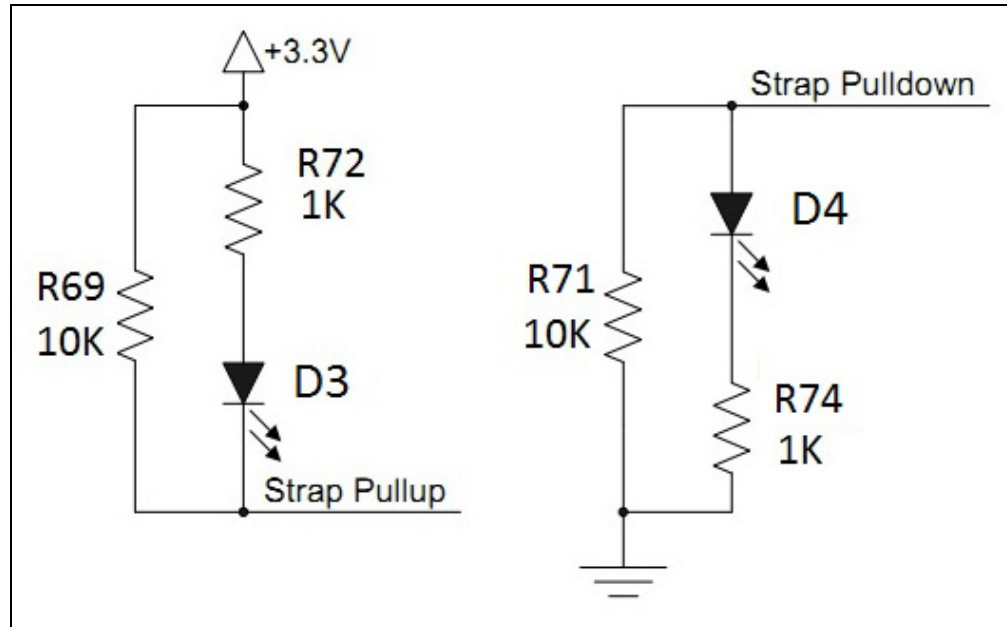 +3.3V
R72
1K
R69
10K
D3
Strap Pullup
Strap Pulldown
D4
R71
10K
R74
1K